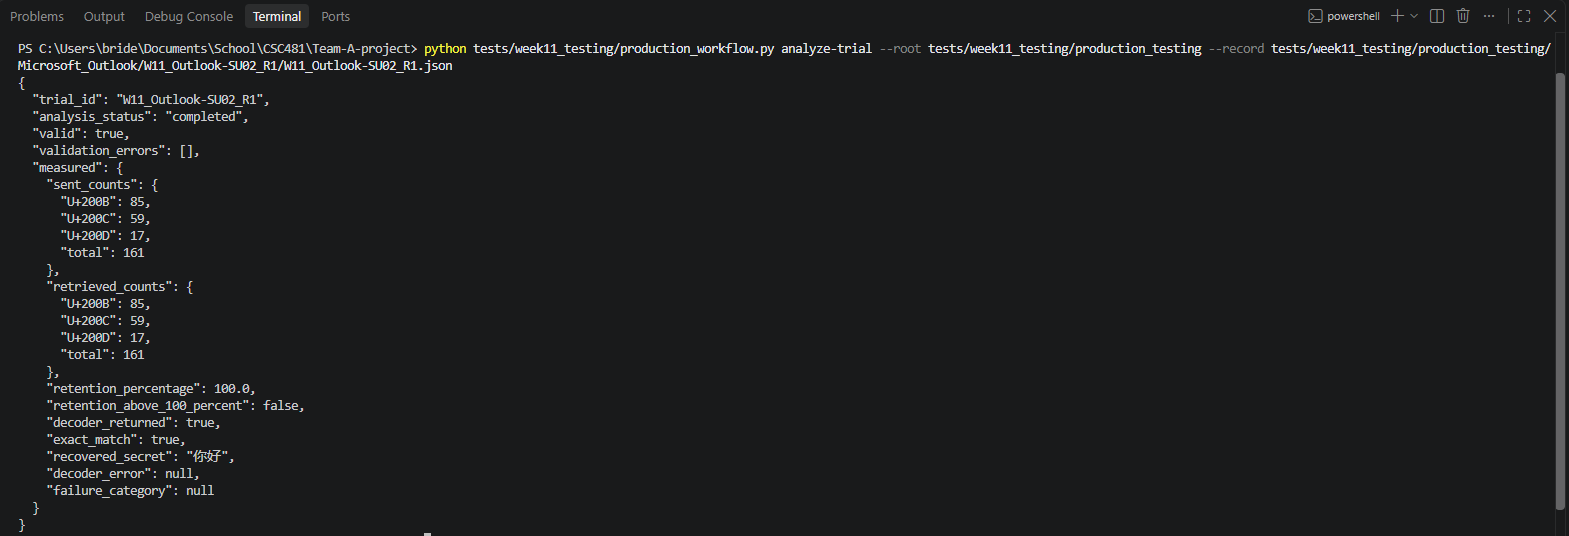 Problems Output Debug Console Terminal Ports powershell
PS C:\Users\bride\Documents\School\CSC481\Team-A-project> python tests/week11_testing/production_workflow.py analyze-trial --root tests/week11_testing/production_testing --record tests/week11_testing/production_testing/
Microsoft_Outlook/W11_Outlook-SU02_R1/W11_Outlook-SU02_R1.json
{
  "trial_id": "W11_Outlook-SU02_R1",
  "analysis_status": "completed",
  "valid": true,
  "validation_errors": [],
  "measured": {
    "sent_counts": {
      "U+200B": 85,
      "U+200C": 59,
      "U+200D": 17,
      "total": 161
    },
    "retrieved_counts": {
      "U+200B": 85,
      "U+200C": 59,
      "U+200D": 17,
      "total": 161
    },
    "retention_percentage": 100.0,
    "retention_above_100_percent": false,
    "decoder_returned": true,
    "exact_match": true,
    "recovered_secret": "你好",
    "decoder_error": null,
    "failure_category": null
  }
}